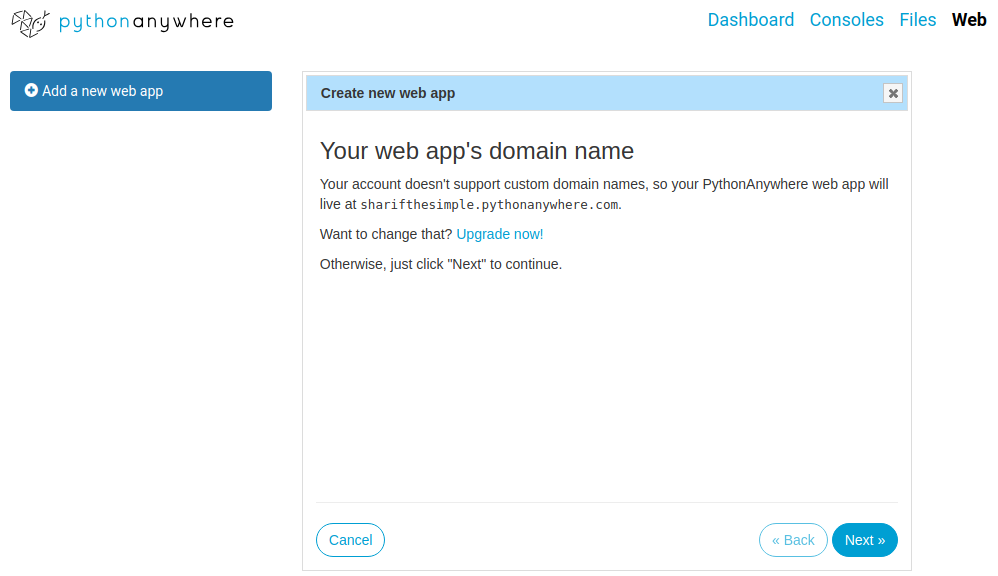 pythonanywhere
Dashboard Consoles Files Web
Add a new web app
Create new web app
Your web app's domain name
Your account doesn't support custom domain names, so your PythonAnywhere web app will
live at sharifthesimple.pythonanywhere.com.
Want to change that? Upgrade now!
Otherwise, just click "Next" to continue.
Cancel
« Back
Next »